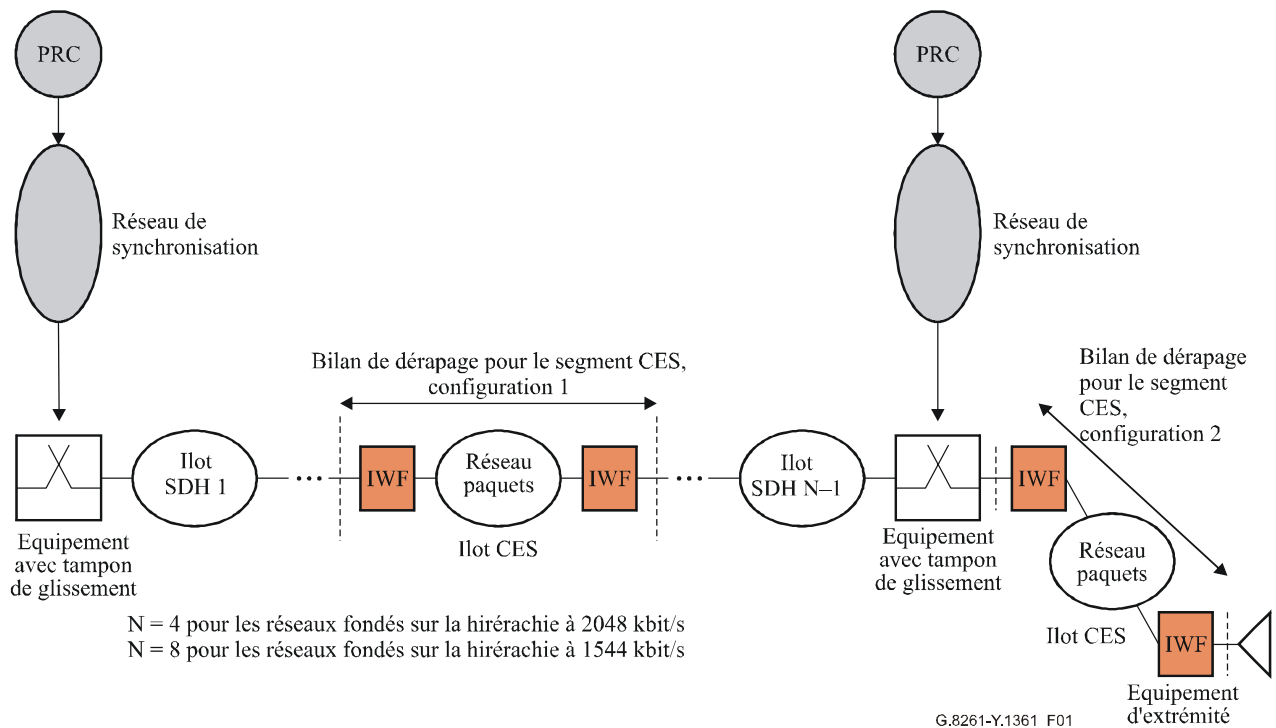 PRC
PRC
Réseau de
synchronisation
Réseau de
synchronisation
Bilan de dérapage pour le segment CES,
configuration 1
Bilan de dérapage
pour le segment
CES,
configuration 2
Ilot
SDH 1
...
IWF
Réseau
paquets
IWF
...
Ilot
SDH N–1
IWF
Equipement
avec tampon
de glissement
Ilot CES
Equipement
avec tampon
de glissement
Réseau
paquets
N = 4 pour les réseaux fondés sur la hirérachie à 2048 kbit/s
N = 8 pour les réseaux fondés sur la hirérachie à 1544 kbit/s
Ilot CES
IWF
Equipement
d'extrémité
G.8261-Y.1361_F01